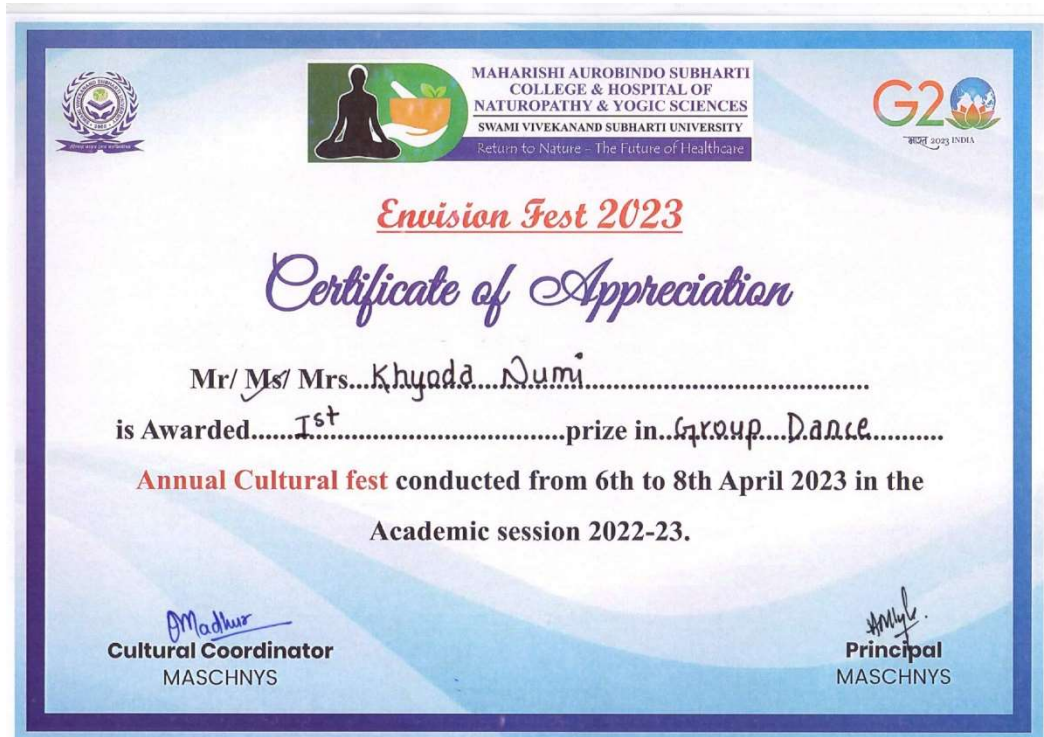 MAHARISHI AUROBINDO SUBHARTI
COLLEGE & HOSPITAL OF
NATUROPATHY & YOGIC SCIENCES
SWAMI VIVEKANAND SUBHARTI UNIVERSITY
Return to Nature – The Future of Healthcare
G20
भारत 2023 INDIA
Envision Fest 2023
Certificate of Appreciation
Mr/ Ms/ Mrs...Khyoda Numi
is Awarded......Ist......prize in..Group Dance
Annual Cultural fest conducted from 6th to 8th April 2023 in the
Academic session 2022-23.
Madhur
Cultural Coordinator
MASCHNYS
Principal
MASCHNYS